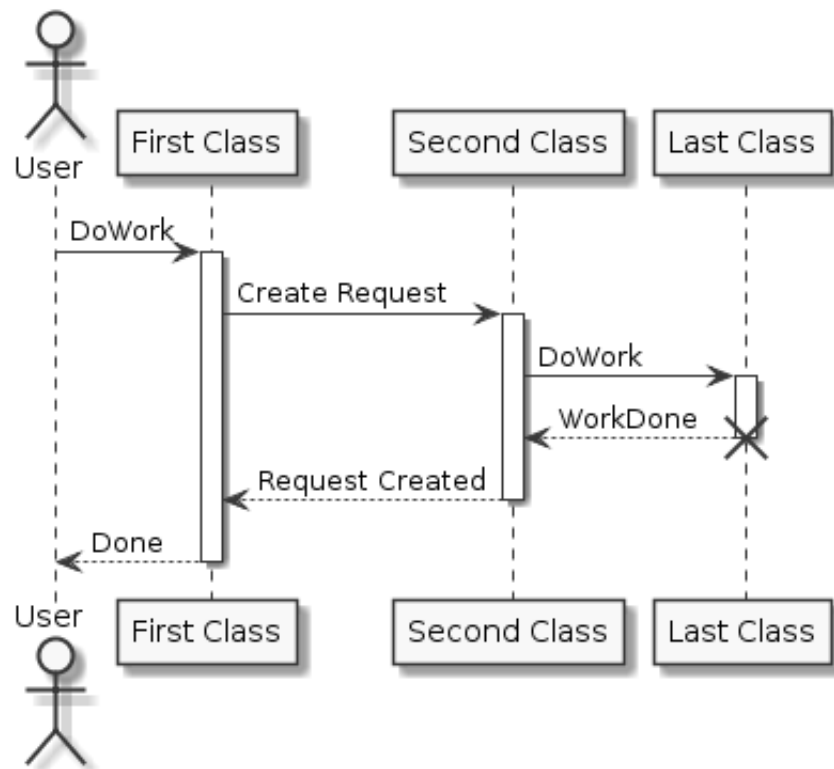 User
First Class
Second Class
Last Class
DoWork
Create Request
DoWork
WorkDone
Request Created
Done
User
First Class
Second Class
Last Class